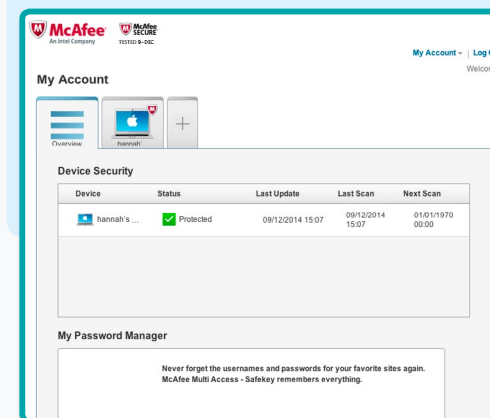 McAfee
An Intel Company
McAfee
SECURE
TESTED 9-DEC
My Account
Log
Welcom
My Account
Overview
hannah'
Device Security
Device Status Last Update Last Scan Next Scan
hannah's ... Protected 09/12/2014 15:07 09/12/2014 15:07 01/01/1970 00:00
My Password Manager
Never forget the usernames and passwords for your favorite sites again.
McAfee Multi Access - Safekey remembers everything.